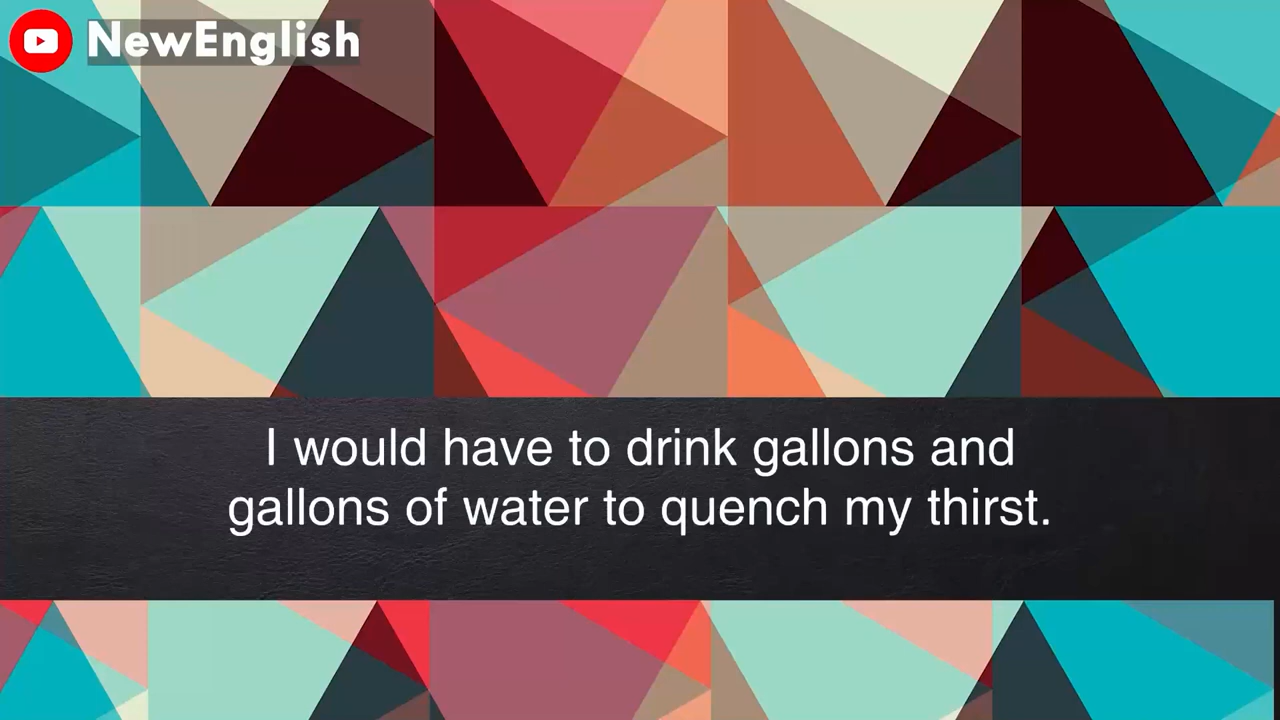 NewEnglish
I would have to drink gallons and
gallons of water to quench my thirst.